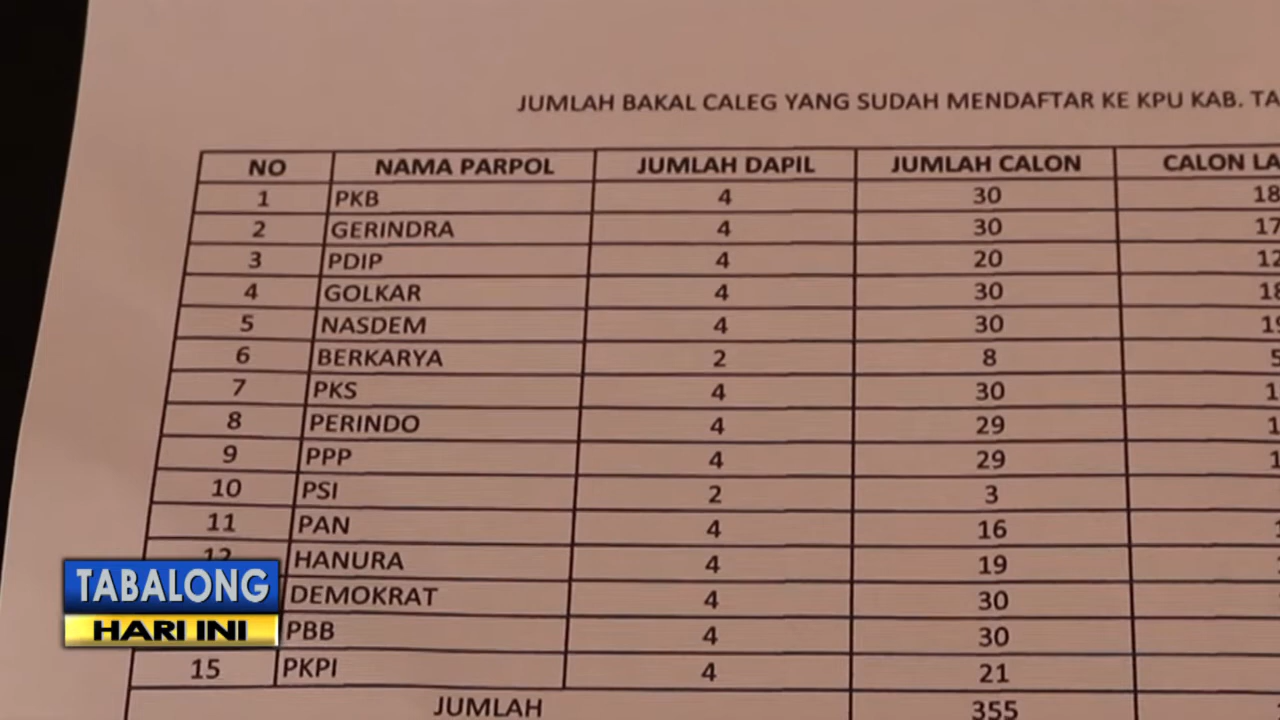 JUMLAH BAKAL CALEG YANG SUDAH MENDAFTAR KE KPU KAB.
NO NAMA PARPOL JUMLAH DAPIL JUMLAH CALON CALON
1 PKB 4 30 18
2 GERINDRA 4 30 17
3 PDIP 4 20 12
4 GOLKAR 4 30 18
5 NASDEM 4 30
6 BERKARYA 2 8 5
7 PKS 4 30
8 PERINDO 4 29
9 PPP 4 29
10 PSI 2 3
11 PAN 4 16
12 HANURA 4 19
DEMOKRAT 4 30
PBB 4 30
15 PKPI 4 21
JUMLAH 355
TABALONG
HARI INI